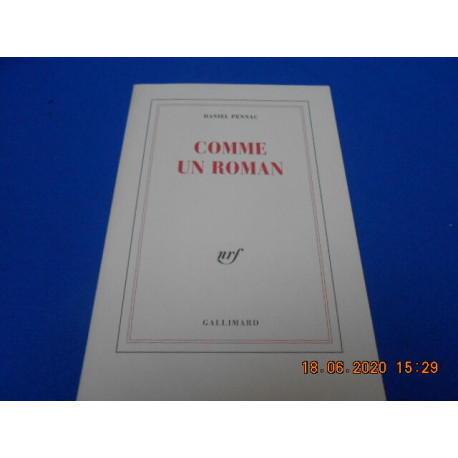 DANIEL PENNAC
COMME
UN ROMAN
nrf
GALLIMARD
18.06.2020 15:29